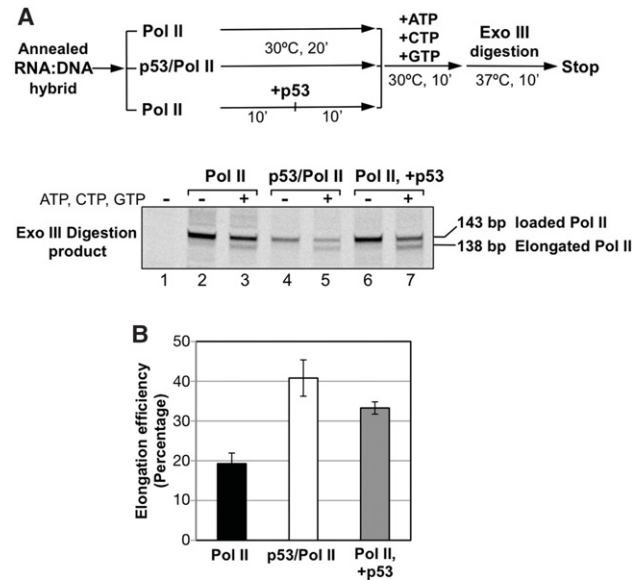 A
Annealed
RNA:DNA
hybrid
Pol II
30ºC, 20'
p53/Pol II
Pol II
+p53
10' 10'
+ATP
+CTP
+GTP
30ºC, 10'
Exo III
digestion
37ºC, 10'
Stop
Pol II p53/Pol II Pol II, +p53
ATP, CTP, GTP - - + - + - +
Exo III Digestion
product
143 bp loaded Pol II
138 bp Elongated Pol II
1 2 3 4 5 6 7
B
Elongation efficiency
(Percentage)
50
40
30
20
10
0
Pol II p53/Pol II Pol II,
+p53